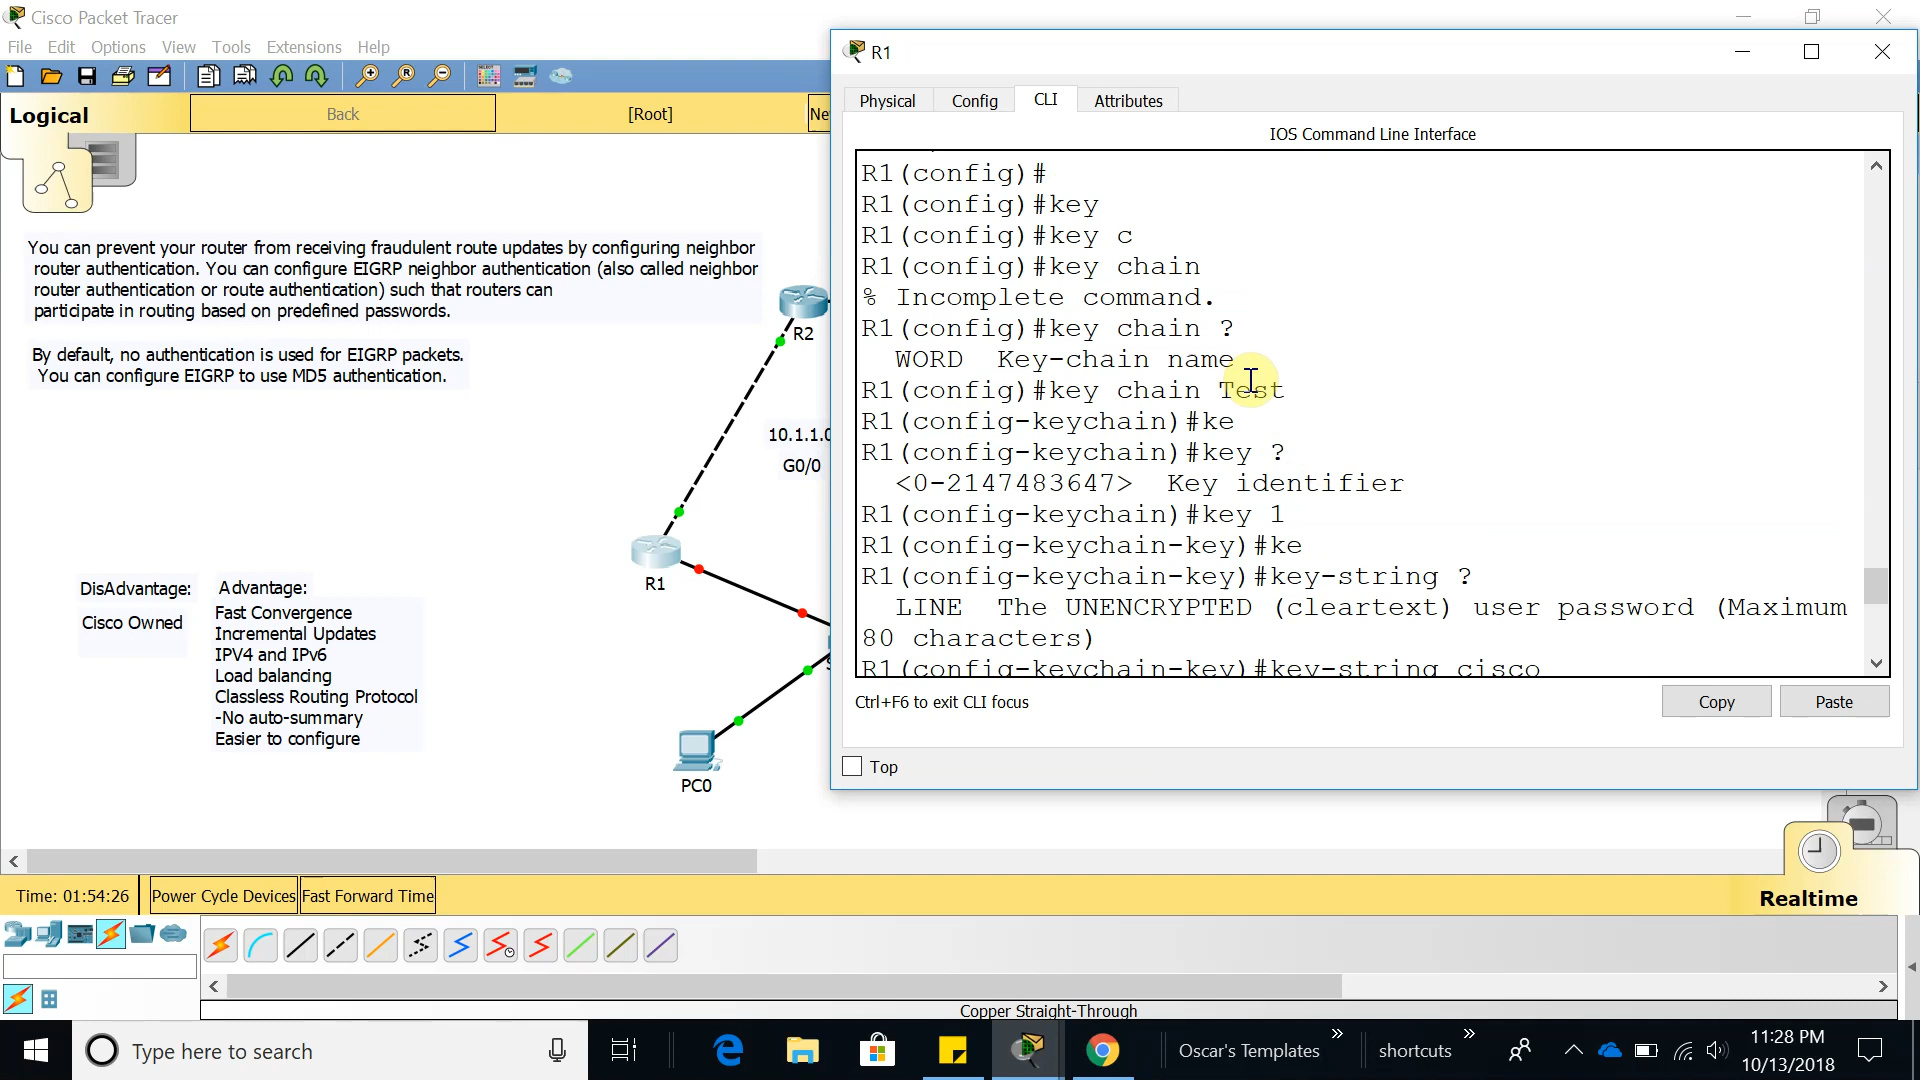 Cisco Packet Tracer
File Edit Options View Tools Extensions Help
Logical
Back
[Root]
Ne
You can prevent your router from receiving fraudulent route updates by configuring neighbor
router authentication. You can configure EIGRP neighbor authentication (also called neighbor
router authentication or route authentication) such that routers can
participate in routing based on predefined passwords.
By default, no authentication is used for EIGRP packets.
You can configure EIGRP to use MD5 authentication.
R2
10.1.1.0
G0/0
R1
DisAdvantage:
Cisco Owned
Advantage:
Fast Convergence
Incremental Updates
IPV4 and IPv6
Load balancing
Classless Routing Protocol
-No auto-summary
Easier to configure
PC0
R1
Physical Config CLI Attributes
IOS Command Line Interface
R1(config)#
R1(config)#key
R1(config)#key c
R1(config)#key chain
% Incomplete command.
R1(config)#key chain ?
WORD Key-chain name
R1(config)#key chain Test
R1(config-keychain)#ke
R1(config-keychain)#key ?
<0-2147483647> Key identifier
R1(config-keychain)#key 1
R1(config-keychain-key)#ke
R1(config-keychain-key)#key-string ?
LINE The UNENCRYPTED (cleartext) user password (Maximum
80 characters)
R1(config-keychain-key)#key-string cisco
Ctrl+F6 to exit CLI focus
Copy
Paste
Top
Time: 01:54:26
Power Cycle Devices
Fast Forward Time
Realtime
Copper Straight-Through
Type here to search
Oscar's Templates
shortcuts
11:28 PM
10/13/2018